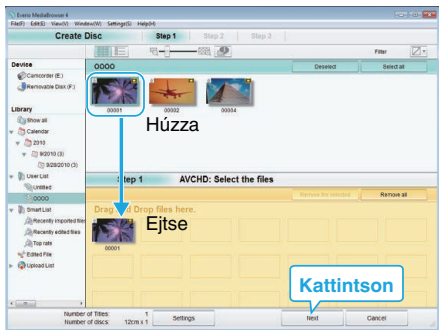 Everio MediaBrowser 4
File(F) Edit(E) View(V) Window(W) Settings(S) Help(H)
Create Disc Step 1 Step 2 Step 3
Filter
Device
Camcorder (E:)
Removable Disk (F:)
Library
Show all
Calendar
2010
9/2010 (3)
9/28/2010 (3)
User List
Untitled
0000
Smart List
Recently imported files
Recently edited files
Top rate
Edited File
Upload List
0000 Deselect Select all
00001 00002 00004
Húzza
Step 1 AVCHD: Select the files
Remove the selected Remove all
Drag and Drop files here.
Ejtse
00001
Kattintson
Number of Titles: 1
Number of discs: 12cm x 1
Settings Next Cancel